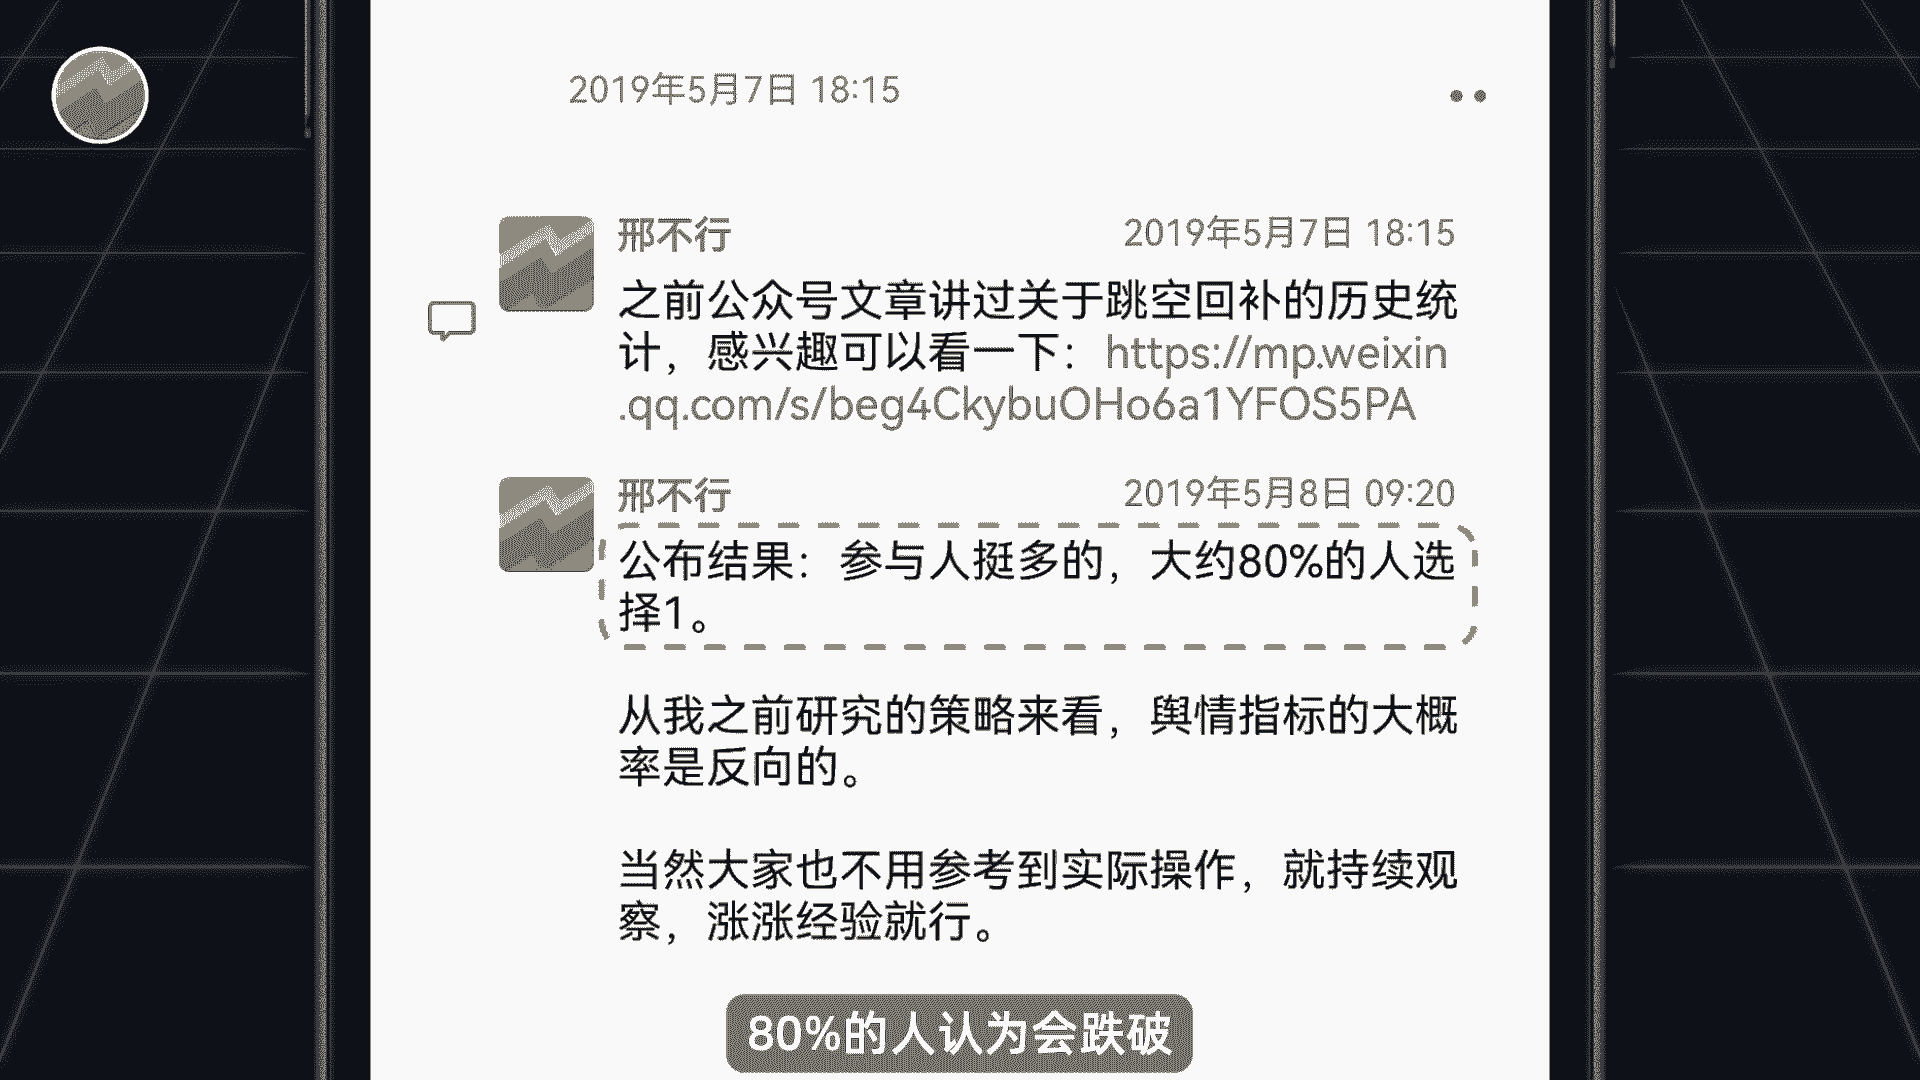 2019年5月7日 18:15
邢不行
2019年5月7日 18:15
之前公众号文章讲过关于跳空回补的历史统
计，感兴趣可以看一下：https://mp.weixin
.qq.com/s/beg4CkybuOHo6a1YFOS5PA
邢不行
2019年5月8日 09:20
公布结果：参与人挺多的，大约80%的人选
择1。
从我之前研究的策略来看，舆情指标的大概
率是反向的。
当然大家也不用参考到实际操作，就持续观
察，涨涨经验就行。
80%的人认为会跌破